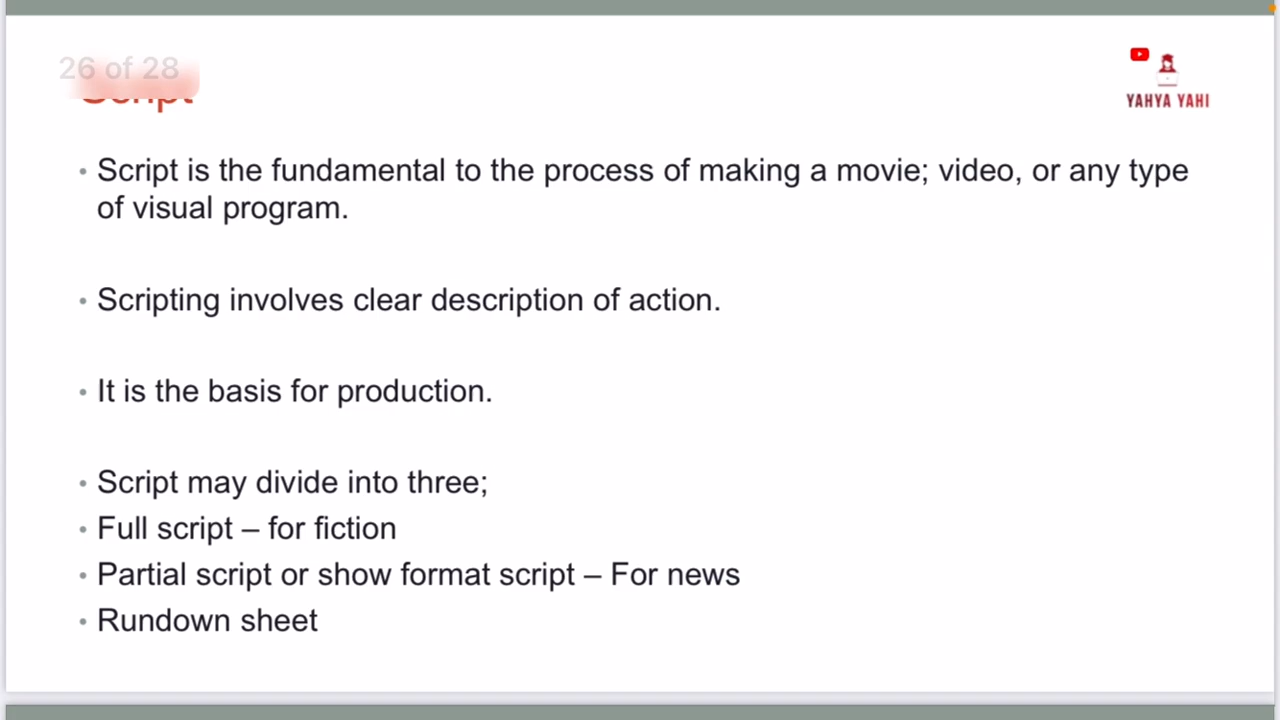 26 of 28
Script
YAHYA YAHI
• Script is the fundamental to the process of making a movie; video, or any type
of visual program.
• Scripting involves clear description of action.
• It is the basis for production.
• Script may divide into three;
• Full script – for fiction
• Partial script or show format script – For news
• Rundown sheet